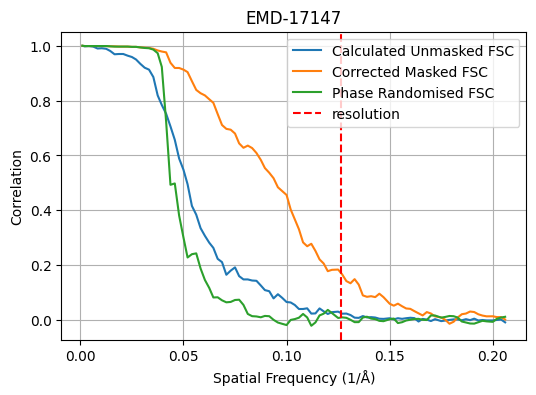 EMD-17147
Calculated Unmasked FSC
Corrected Masked FSC
Phase Randomised FSC
resolution
Correlation
1.0
0.8
0.6
0.4
0.2
0.0
0.00 0.05 0.10 0.15 0.20
Spatial Frequency (1/Å)